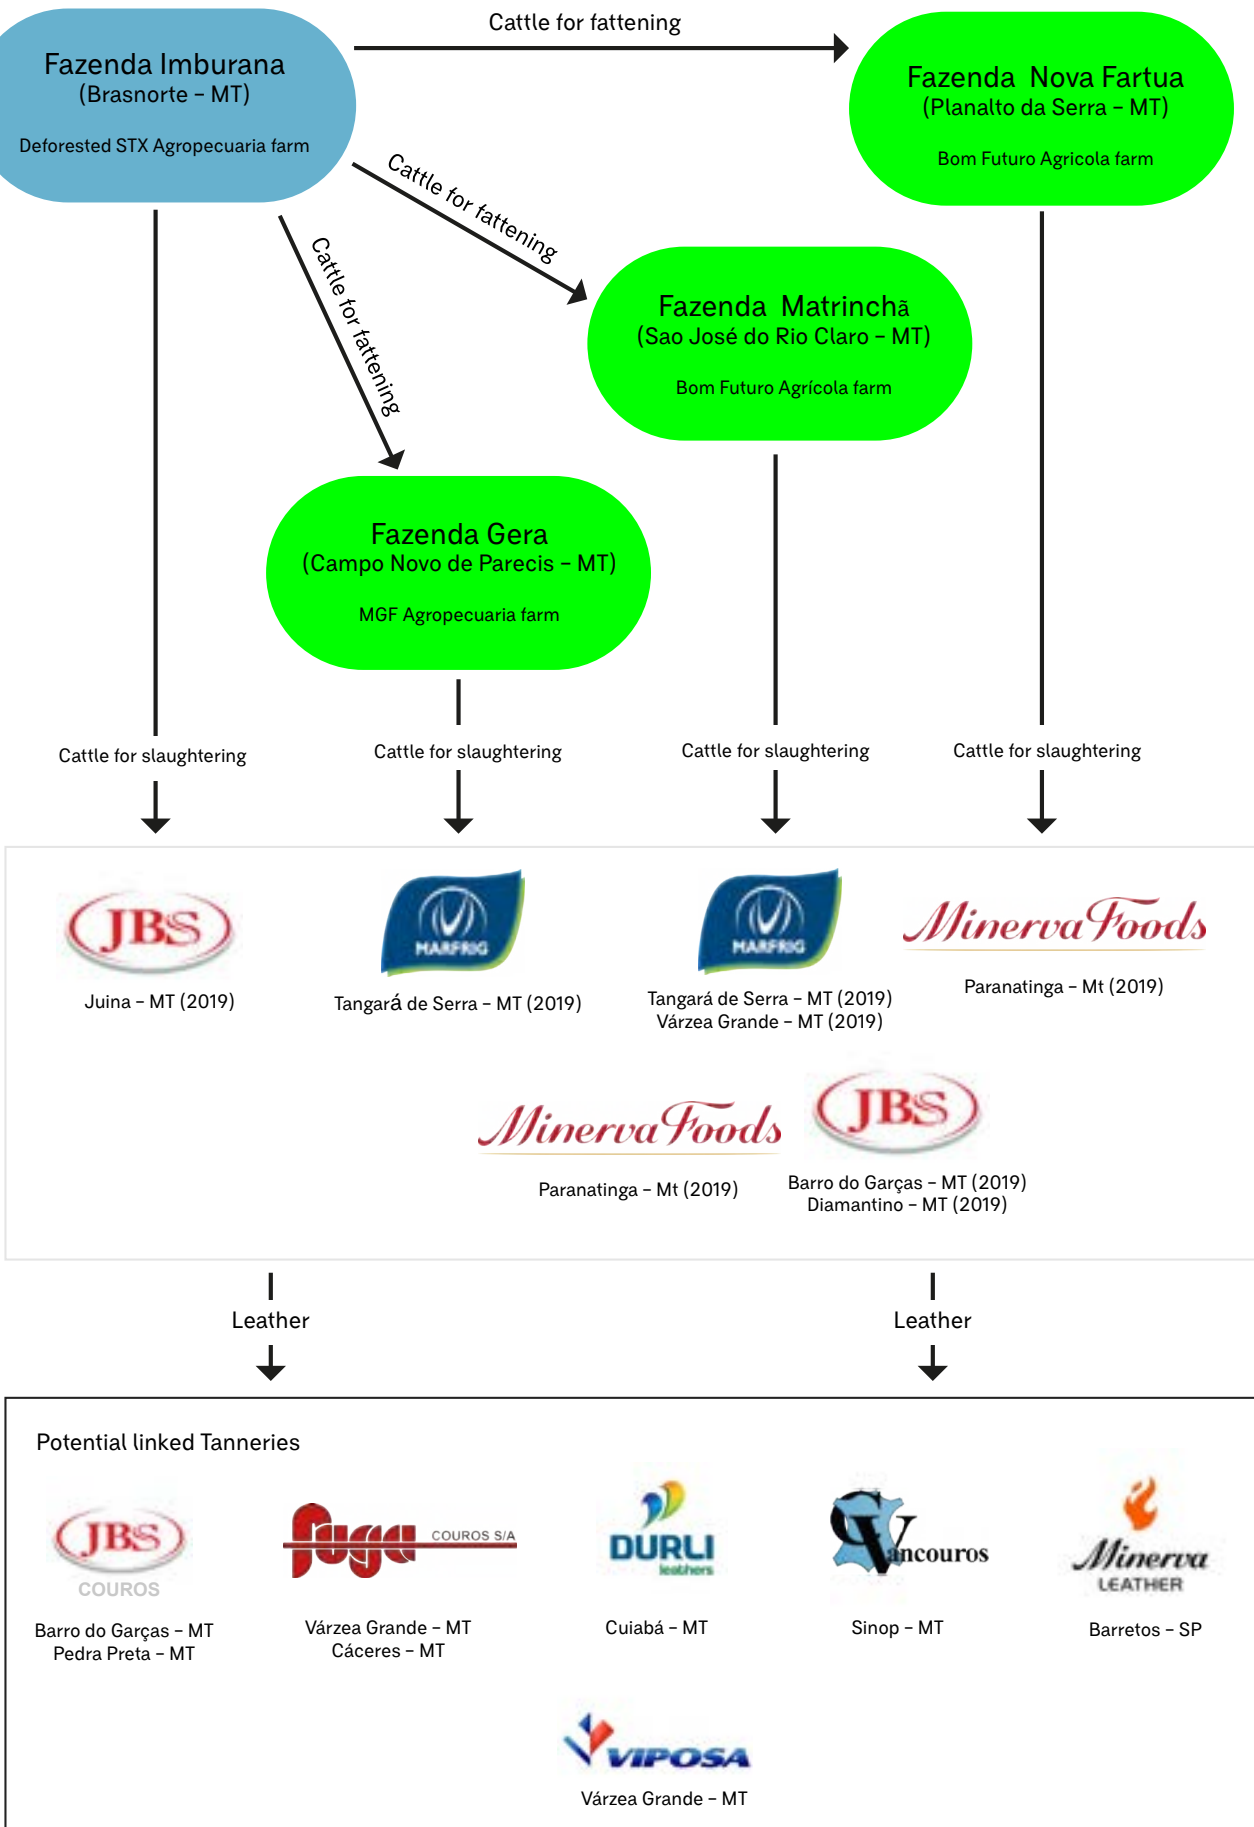 Cattle for fattening
Fazenda Imburana
(Brasnorte – MT)
Deforested STX Agropecuaria farm
Fazenda Nova Fartua
(Planalto da Serra – MT)
Bom Futuro Agricola farm
Cattle for fattening
Cattle for fattening
Fazenda Matrinchã
(Sao José do Rio Claro – MT)
Bom Futuro Agrícola farm
Fazenda Gera
(Campo Novo de Parecis – MT)
MGF Agropecuaria farm
Cattle for slaughtering
Cattle for slaughtering
Cattle for slaughtering
Cattle for slaughtering
JBS
Juina – MT (2019)
MARFRIG
Tangará de Serra – MT (2019)
MARFRIG
Tangará de Serra – MT (2019)
Várzea Grande – MT (2019)
Minerva Foods
Paranatinga – Mt (2019)
Minerva Foods
Paranatinga – Mt (2019)
JBS
Barro do Garças – MT (2019)
Diamantino – MT (2019)
Leather
Leather
Potential linked Tanneries
JBS
COUROS
Barro do Garças – MT
Pedra Preta – MT
fuga COUROS S/A
Várzea Grande – MT
Cáceres – MT
DURLI
leathers
Cuiabá – MT
Vancouros
Sinop – MT
Minerva
LEATHER
Barretos – SP
VIPOSA
Várzea Grande – MT